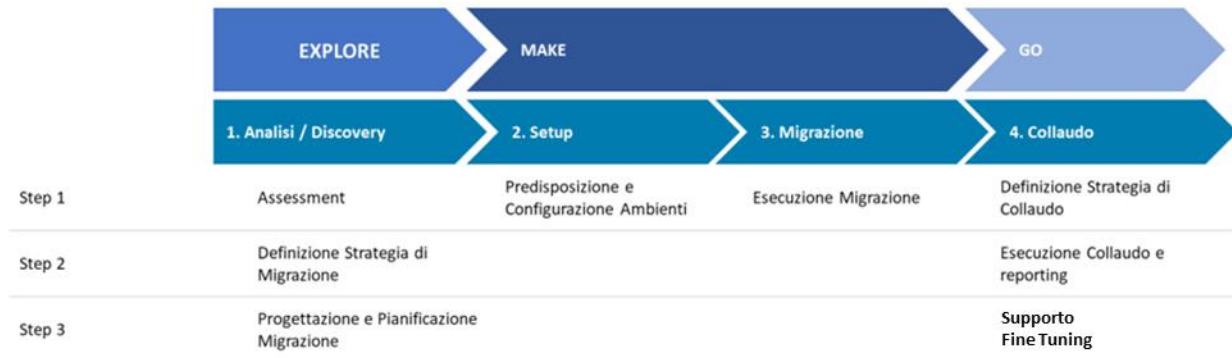 EXPLORE
MAKE
GO
1. Analisi / Discovery
2. Setup
3. Migrazione
4. Collaudo
Step 1
Assessment
Predisposizione e
Configurazione Ambienti
Esecuzione Migrazione
Definizione Strategia di
Collaudo
Step 2
Definizione Strategia di
Migrazione
Esecuzione Collaudo e
reporting
Step 3
Progettazione e Pianificazione
Migrazione
Supporto
Fine Tuning